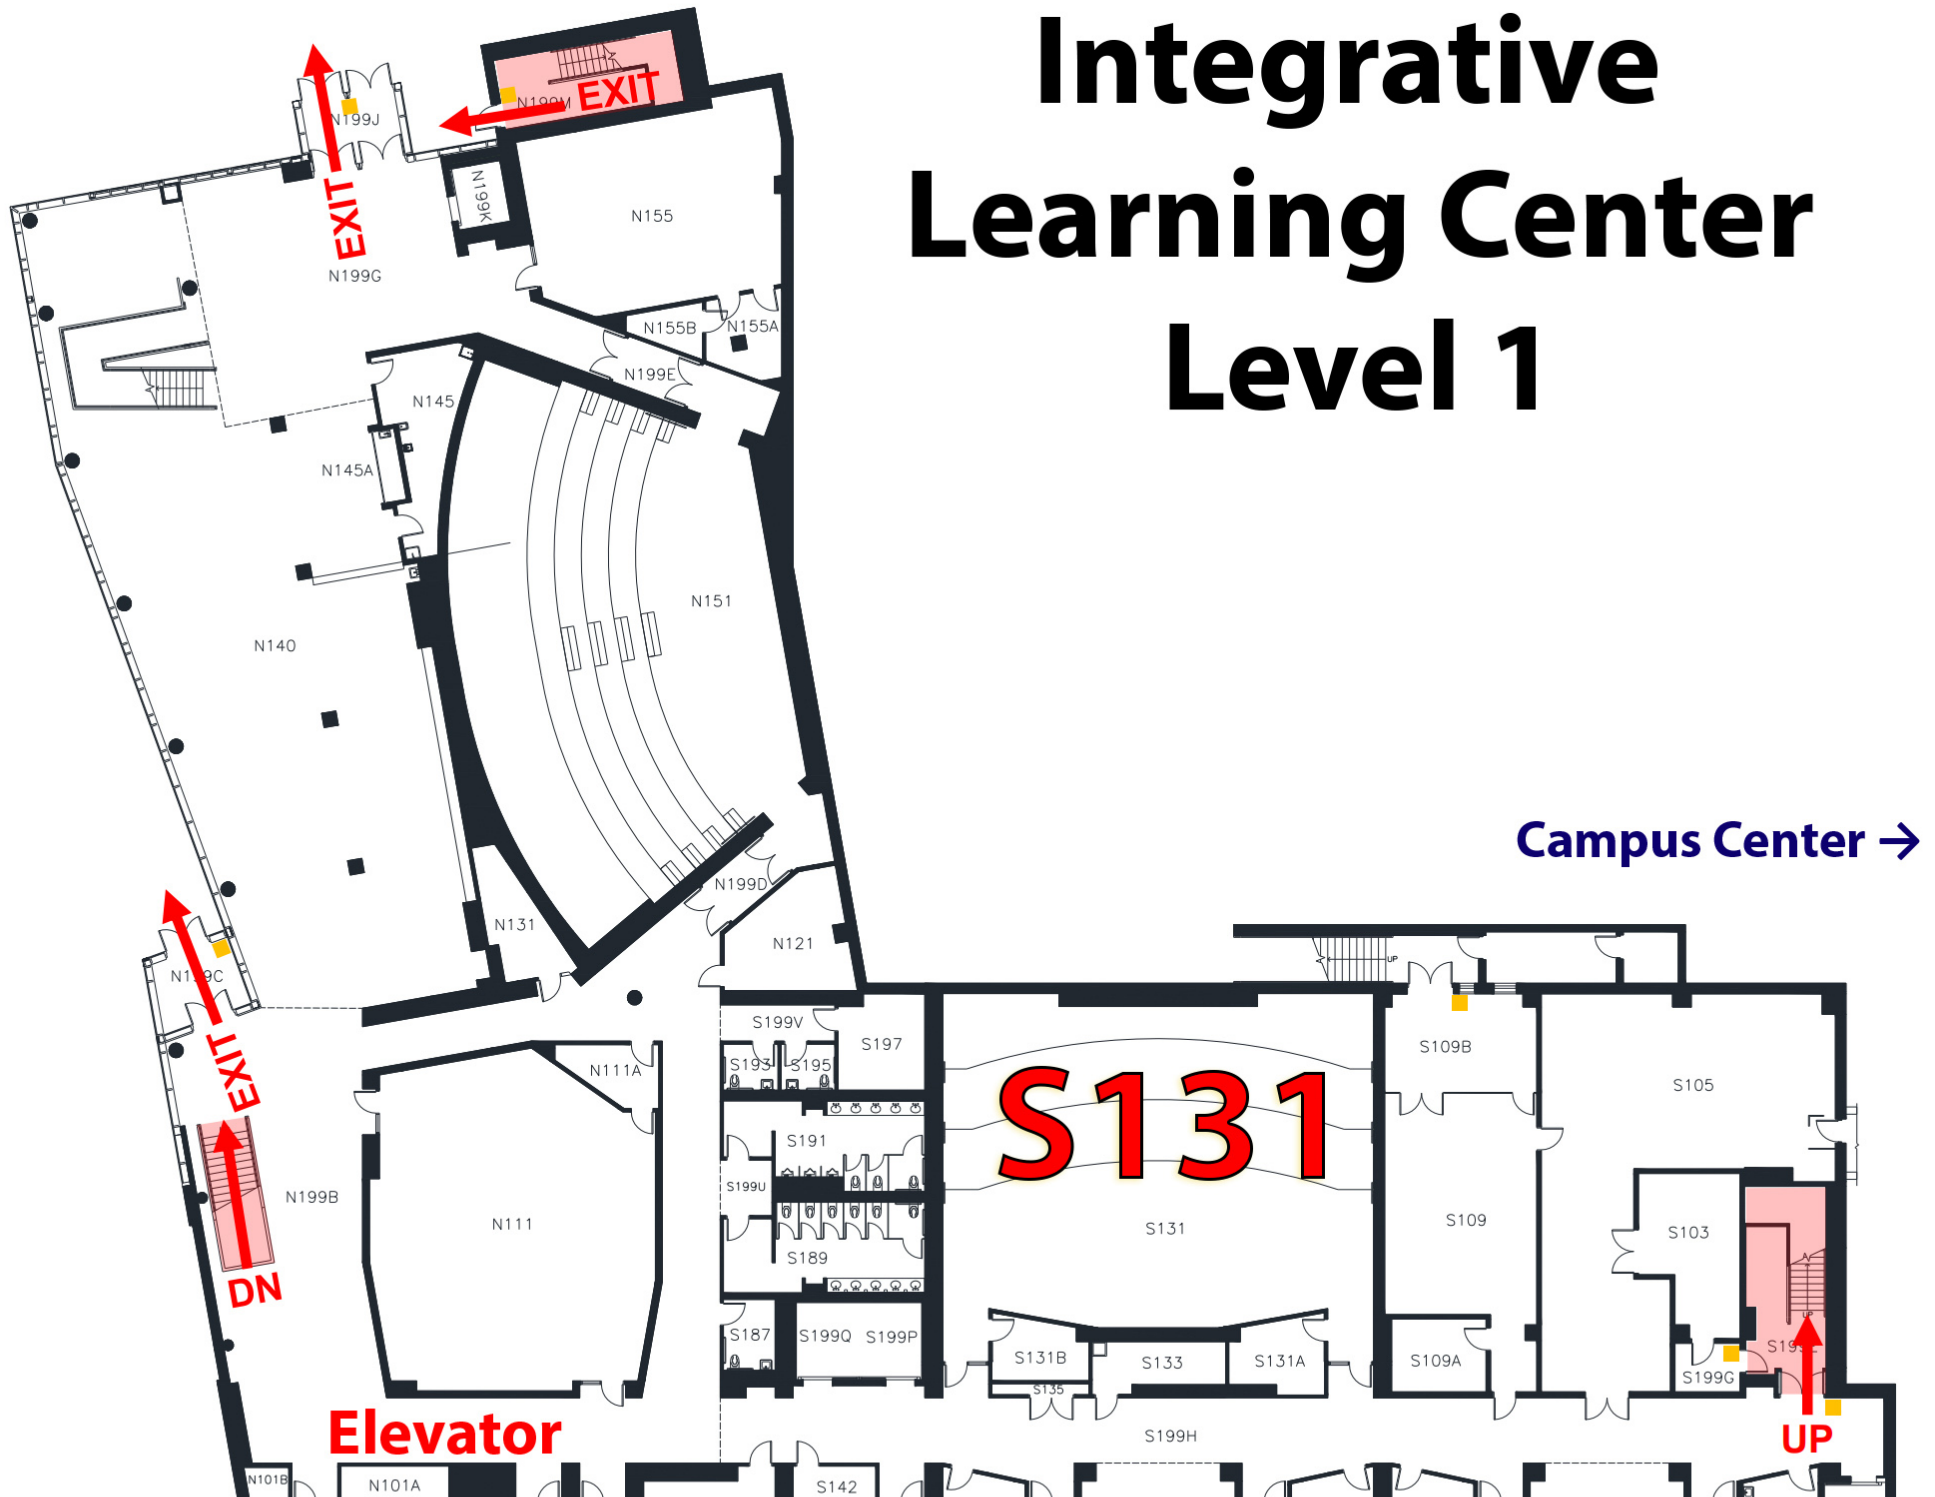 Integrative
Learning Center
Level 1
EXIT
N199M
N199J
N199K
EXIT
N155
N199G
N155B
N155A
N199E
N145
N145A
N151
N140
Campus Center →
N199D
N131
N121
UP
EXIT
S199V
S197
S109B
S193
S195
N111A
S105
S131
S191
S199U
N199B
N111
S131
S109
S103
S189
DN
UP
S187
S199Q
S199P
S131B
S133
S131A
S109A
S199G
S135
Elevator
S199H
UP
N101B
N101A
S142